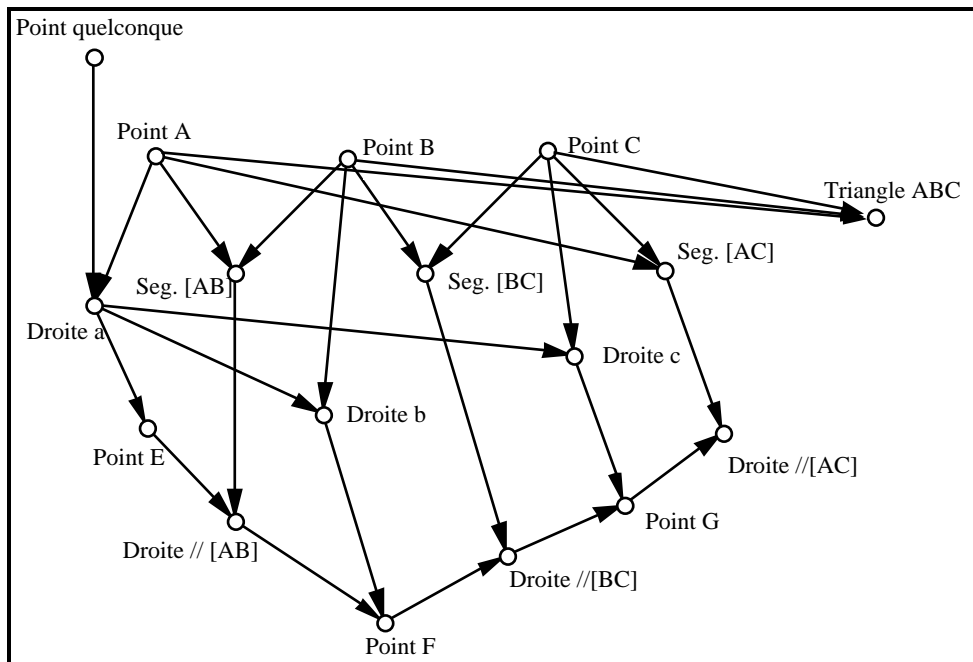 Point quelconque
Point A
Point B
Point C
Triangle ABC
Seg. [AB]
Seg. [BC]
Seg. [AC]
Droite a
Droite c
Droite b
Point E
Droite //[AC]
Point G
Droite // [AB]
Droite //[BC]
Point F